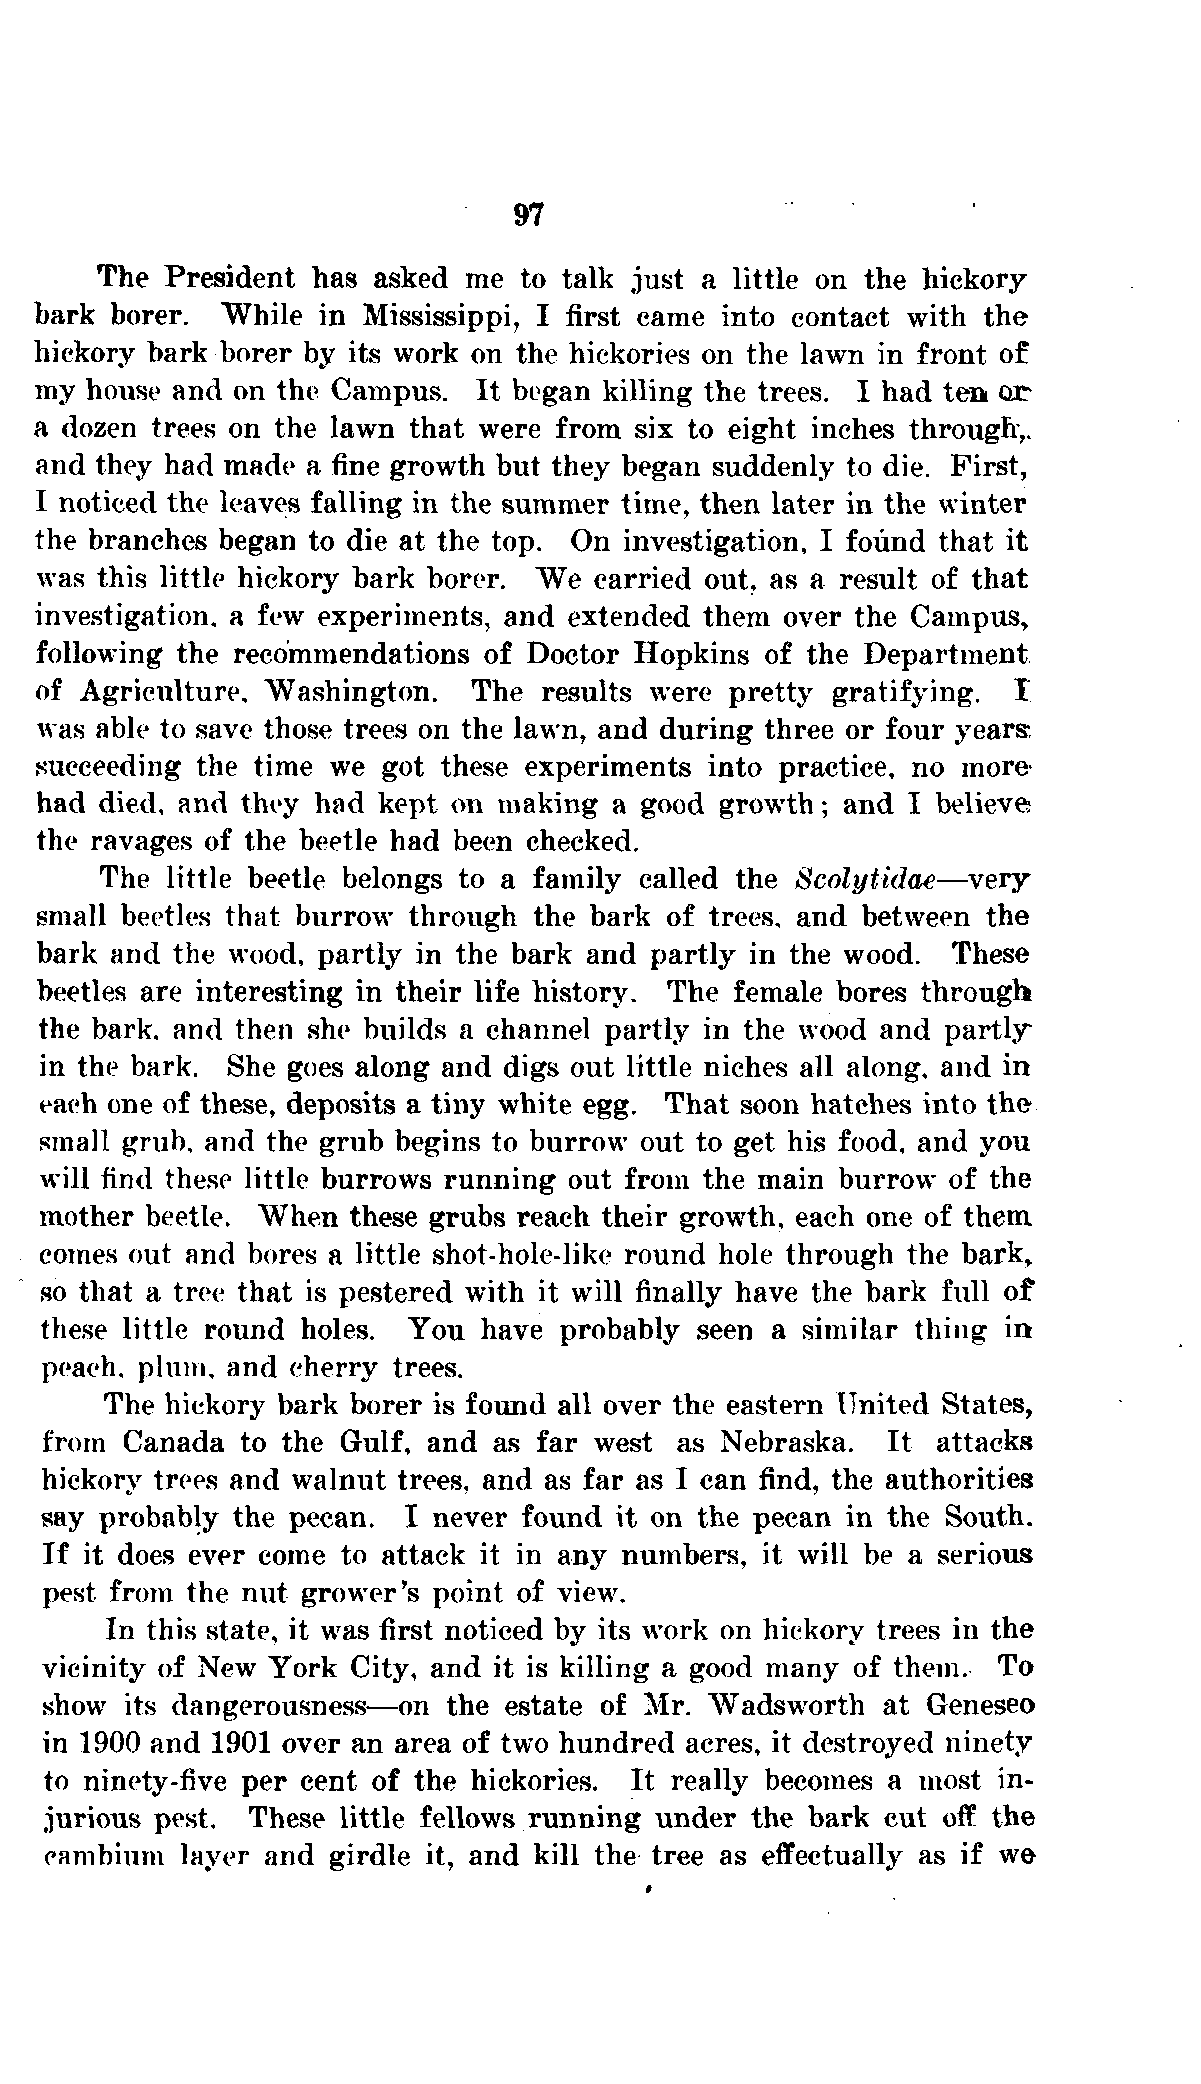 97
The President has asked me to talk just a little on the hickory
bark borer. While in Mississippi, I first came into contact with the
hickory bark borer by its work on the hickories on the lawn in front of
my house and on the Campus. It began killing the trees. I had ten or
a dozen trees on the lawn that were from six to eight inches through,
and they had made a fine growth but they began suddenly to die. First,
I noticed the leaves falling in the summer time, then later in the winter
the branches began to die at the top. On investigation, I found that it
was this little hickory bark borer. We carried out, as a result of that
investigation, a few experiments, and extended them over the Campus,
following the recommendations of Doctor Hopkins of the Department
of Agriculture, Washington. The results were pretty gratifying. I
was able to save those trees on the lawn, and during three or four years
succeeding the time we got these experiments into practice, no more
had died, and they had kept on making a good growth; and I believe
the ravages of the beetle had been checked.
The little beetle belongs to a family called the Scolytidae—very
small beetles that burrow through the bark of trees, and between the
bark and the wood, partly in the bark and partly in the wood. These
beetles are interesting in their life history. The female bores through
the bark, and then she builds a channel partly in the wood and partly
in the bark. She goes along and digs out little niches all along, and in
each one of these, deposits a tiny white egg. That soon hatches into the
small grub, and the grub begins to burrow out to get his food, and you
will find these little burrows running out from the main burrow of the
mother beetle. When these grubs reach their growth, each one of them
comes out and bores a little shot-hole-like round hole through the bark,
so that a tree that is pestered with it will finally have the bark full of
these little round holes. You have probably seen a similar thing in
peach, plum, and cherry trees.
The hickory bark borer is found all over the eastern United States,
from Canada to the Gulf, and as far west as Nebraska. It attacks
hickory trees and walnut trees, and as far as I can find, the authorities
say probably the pecan. I never found it on the pecan in the South.
If it does ever come to attack it in any numbers, it will be a serious
pest from the nut grower's point of view.
In this state, it was first noticed by its work on hickory trees in the
vicinity of New York City, and it is killing a good many of them. To
show its dangerousness—on the estate of Mr. Wadsworth at Geneseo
in 1900 and 1901 over an area of two hundred acres, it destroyed ninety
to ninety-five per cent of the hickories. It really becomes a most in-
jurious pest. These little fellows running under the bark cut off the
cambium layer and girdle it, and kill the tree as effectually as if we